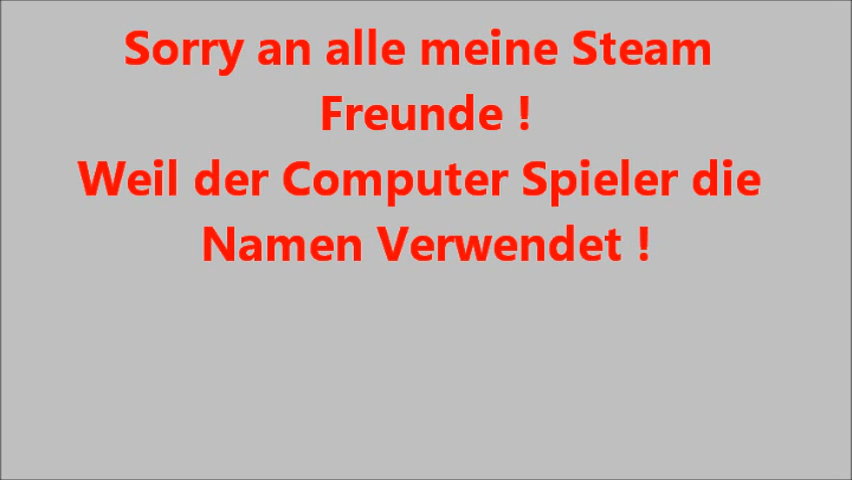 Sorry an alle meine Steam
Freunde !
Weil der Computer Spieler die
Namen Verwendet !